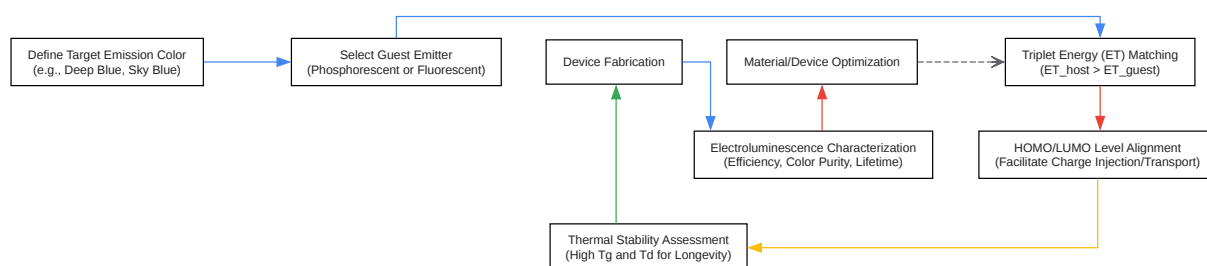 Define Target Emission Color
(e.g., Deep Blue, Sky Blue)
Select Guest Emitter
(Phosphorescent or Fluorescent)
Device Fabrication
Material/Device Optimization
Triplet Energy (ET) Matching
(ET_host > ET_guest)
Electroluminescence Characterization
(Efficiency, Color Purity, Lifetime)
HOMO/LUMO Level Alignment
(Facilitate Charge Injection/Transport)
Thermal Stability Assessment
(High Tg and Td for Longevity)